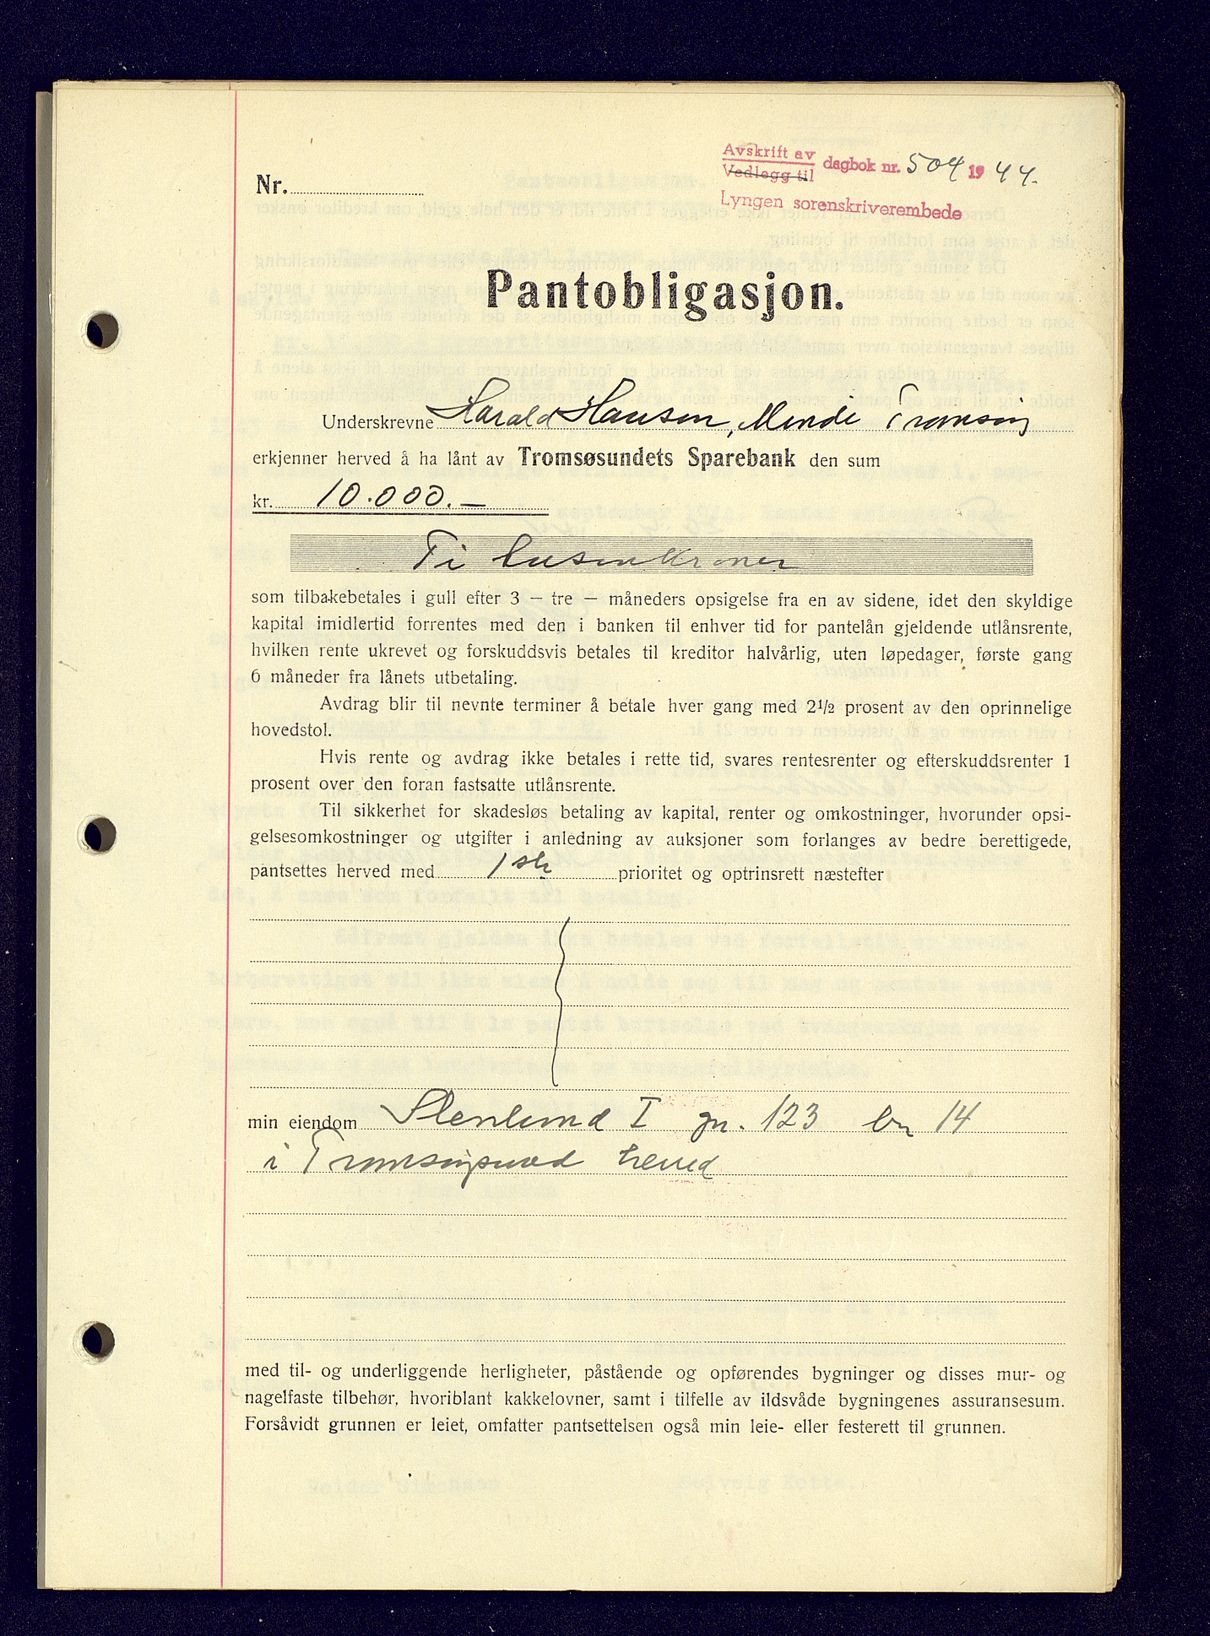 Avskrift av
Vedlegg til
dagbok nr. 504 1944.
Lyngen sorenskriverembede
Nr.
Pantobligasjon.
Underskrevne Harald Hansen, Minde Tromsøy
erkjenner herved å ha lånt av Tromsøsundets Sparebank den sum
kr. 10.000.—
Ti tusen kroner
som tilbakebetales i gull efter 3 — tre — måneders opsigelse fra en av sidene, idet den skyldige
kapital imidlertid forrentes med den i banken til enhver tid for pantelån gjeldende utlånsrente,
hvilken rente ukrevet og forskuddsvis betales til kreditor halvårlig, uten løpedager, første gang
6 måneder fra lånets utbetaling.
Avdrag blir til nevnte terminer å betale hver gang med 2½ prosent av den oprinnelige
hovedstol.
Hvis rente og avdrag ikke betales i rette tid, svares rentesrenter og efterskuddsrenter 1
prosent over den foran fastsatte utlånsrente.
Til sikkerhet for skadesløs betaling av kapital, renter og omkostninger, hvorunder opsi-
gelsesomkostninger og utgifter i anledning av auksjoner som forlanges av bedre berettigede,
pantsettes herved med 1ste prioritet og optrinsrett næstefter
min eiendom Stenlund I gn. 123 bn 14
i Tromsøysund herred
med til- og underliggende herligheter, påstående og opførendes bygninger og disses mur- og
nagelfaste tilbehør, hvoriblant kakkelovner, samt i tilfelle av ildsvåde bygningenes assuransesum.
Forsåvidt grunnen er leiet, omfatter pantsettelsen også min leie- eller festerett til grunnen.